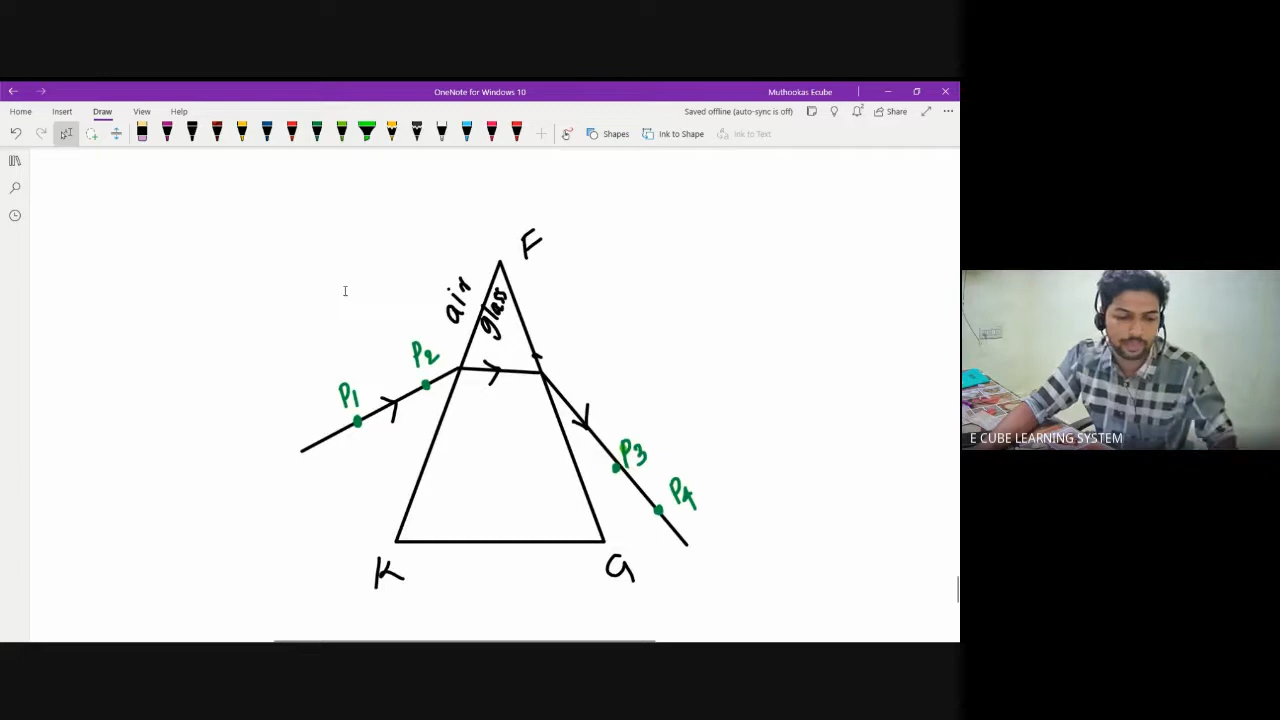 OneNote for Windows 10
Muthookas Ecube
Home Insert Draw View Help
Saved offline (auto-sync is off)
Share
Shapes
Ink to Shape
Ink to Text
F
air
glass
P2
P1
P3
P4
K
G
E CUBE LEARNING SYSTEM